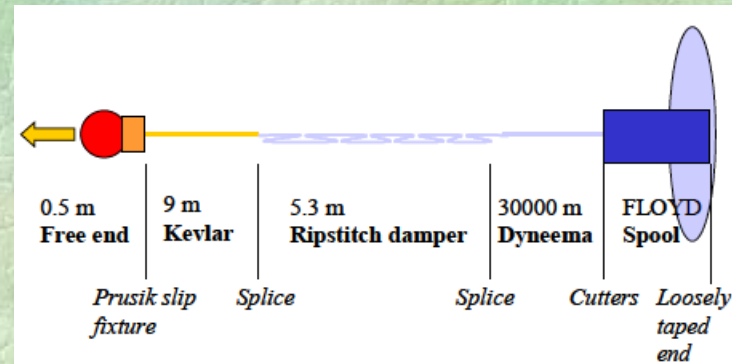 0.5 m
Free end
9 m
Kevlar
5.3 m
Ripstitch damper
30000 m
Dyneema
FLOYD
Spool
Prusik slip
fixture
Splice
Splice
Cutters
Loosely
taped
end